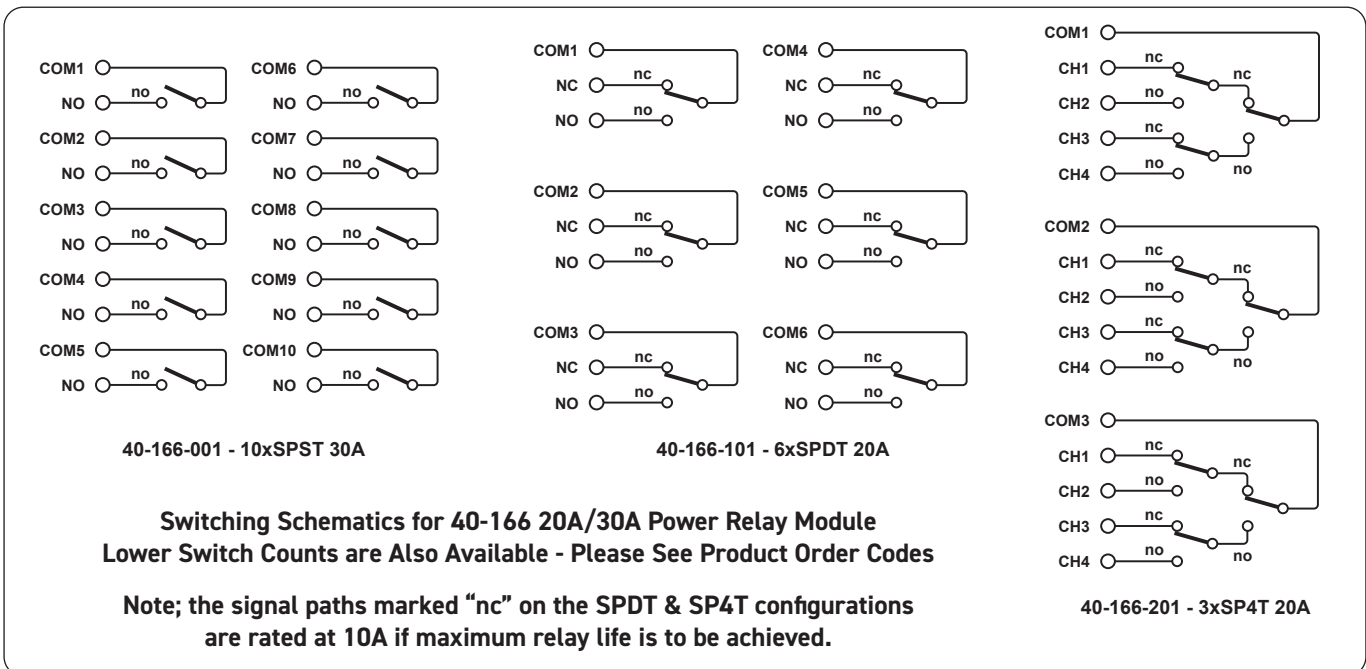 COM1
no
NO
COM2
no
NO
COM3
no
NO
COM4
no
NO
COM5
no
NO
COM6
no
NO
COM7
no
NO
COM8
no
NO
COM9
no
NO
COM10
no
NO
40-166-001 - 10xSPST 30A
COM1
nc
NC
no
NO
COM2
nc
NC
no
NO
COM3
nc
NC
no
NO
COM4
nc
NC
no
NO
COM5
nc
NC
no
NO
COM6
nc
NC
no
NO
40-166-101 - 6xSPDT 20A
COM1
nc
CH1
nc
no
CH2
nc
CH3
no
no
CH4
COM2
nc
CH1
nc
no
CH2
nc
CH3
no
no
CH4
COM3
nc
CH1
nc
no
CH2
nc
CH3
no
no
CH4
40-166-201 - 3xSP4T 20A
Switching Schematics for 40-166 20A/30A Power Relay Module
Lower Switch Counts are Also Available - Please See Product Order Codes
Note; the signal paths marked “nc” on the SPDT & SP4T configurations
are rated at 10A if maximum relay life is to be achieved.